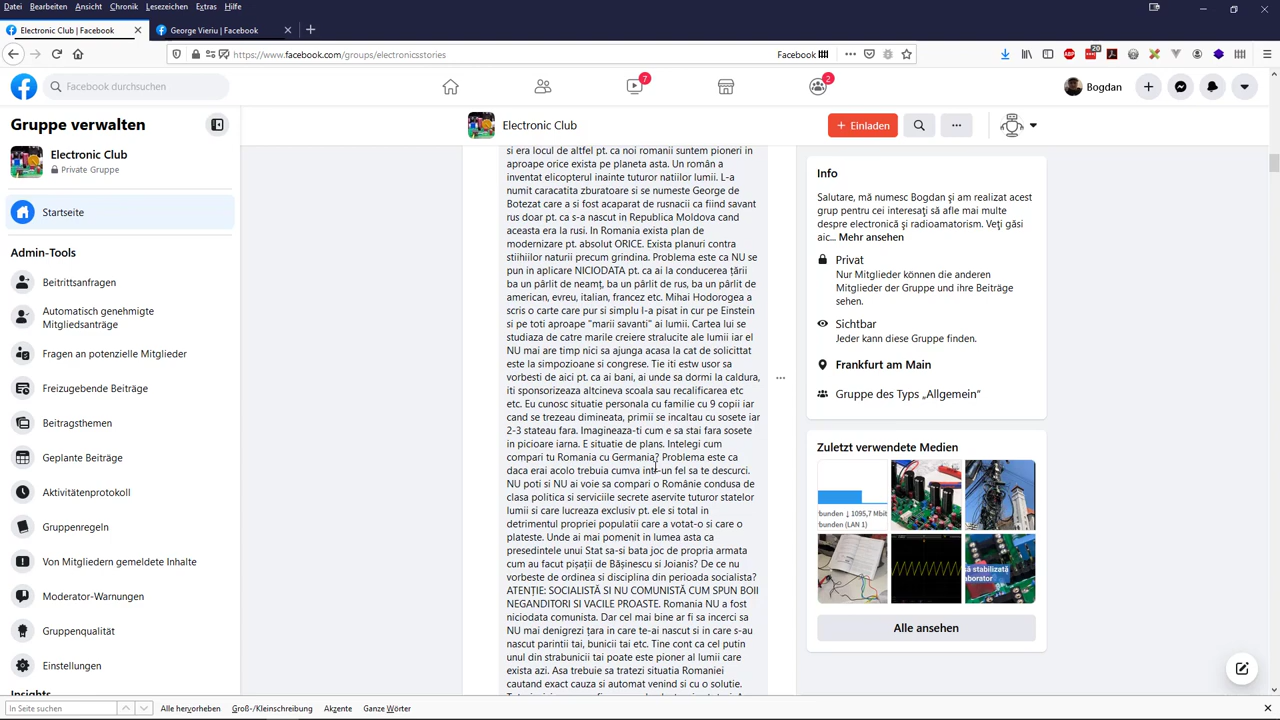 Datei Bearbeiten Ansicht Chronik Lesezeichen Extras Hilfe
Electronic Club | Facebook
George Vieriu | Facebook
https://www.facebook.com/groups/electronicsstories
Facebook
20
Facebook durchsuchen
7
2
Bogdan
Gruppe verwalten
Electronic Club
Private Gruppe
Startseite
Admin-Tools
Beitrittsanfragen
Automatisch genehmigte
Mitgliedsanträge
Fragen an potenzielle Mitglieder
Freizugebende Beiträge
Beitragsthemen
Geplante Beiträge
Aktivitätenprotokoll
Gruppenregeln
Von Mitgliedern gemeldete Inhalte
Moderator-Warnungen
Gruppenqualität
Einstellungen
Insights
Electronic Club
+ Einladen
si era locul de altfel pt. ca noi romanii suntem pioneri in
aproape orice exista pe planeta asta. Un român a
inventat elicopterul inainte tuturor natiilor lumii. L-a
numit caracatita zburatoare si se numeste George de
Botezat care a si fost acaparat de rusnacii ca fiind savant
rus doar pt. ca s-a nascut in Republica Moldova cand
aceasta era la rusi. In Romania exista plan de
modernizare pt. absolut ORICE. Exista planuri contra
stihiilor naturii precum grindina. Problema este ca NU se
pun in aplicare NICIODATA pt. ca ai la conducerea țării
ba un pârlit de neamț, ba un pârlit de rus, ba un pârlit de
american, evreu, italian, francez etc. Mihai Hodorogea a
scris o carte care pur si simplu l-a pisat in cur pe Einstein
si pe toti aproape "marii savanti" ai lumii. Cartea lui se
studiaza de catre marile creiere stralucite ale lumii iar el
NU mai are timp nici sa ajunga acasa la cat de solicittat
este la simpozioane si congrese. Tie iti estw usor sa
vorbesti de aici pt. ca ai bani, ai unde sa dormi la caldura,
iti sponsorizeaza altcineva scoala sau recalificarea etc
etc. Eu cunosc situatie personala cu familie cu 9 copii iar
cand se trezeau dimineata, primii se incaltau cu sosete iar
2-3 stateau fara. Imagineaza-ti cum e sa stai fara sosete
in picioare iarna. E situatie de plans. Intelegi cum
compari tu Romania cu Germania? Problema este ca
daca erai acolo trebuia cumva intr-un fel sa te descurci.
NU poti si NU ai voie sa compari o Românie condusa de
clasa politica si serviciile secrete aservite tuturor statelor
lumii si care lucreaza exclusiv pt. ele si total in
detrimentul propriei populatii care a votat-o si care o
plateste. Unde ai mai pomenit in lumea asta ca
presedintele unui Stat sa-si bata joc de propria armata
cum au facut pișații de Bășinescu si Joianis? De ce nu
vorbeste de ordinea si disciplina din perioada socialista?
ATENȚIE: SOCIALISTĂ SI NU COMUNISTĂ CUM SPUN BOII
NEGANDITORI SI VACILE PROASTE. Romania NU a fost
niciodata comunista. Dar cel mai bine ar fi sa incerci sa
NU mai denigrezi țara in care te-ai nascut si in care s-au
nascut parintii tai, bunicii tai etc. Tine cont ca cel putin
unul din strabunicii tai poate este pioner al lumii care
exista azi. Asa trebuie sa tratezi situatia Romaniei
cautand exact cauza si automat venind si cu o solutie.
Info
Salutare, mă numesc Bogdan și am realizat acest
grup pentru cei interesați să afle mai multe
despre electronică și radioamatorism. Veți găsi
aic... Mehr ansehen
Privat
Nur Mitglieder können die anderen
Mitglieder der Gruppe und ihre Beiträge
sehen.
Sichtbar
Jeder kann diese Gruppe finden.
Frankfurt am Main
Gruppe des Typs „Allgemein“
Zuletzt verwendete Medien
rbunden ↓ 1095,7 Mbit
rbunden (LAN 1)
să stabilizată
aborator
Alle ansehen
In Seite suchen
Alle hervorheben Groß-/Kleinschreibung Akzente Ganze Wörter